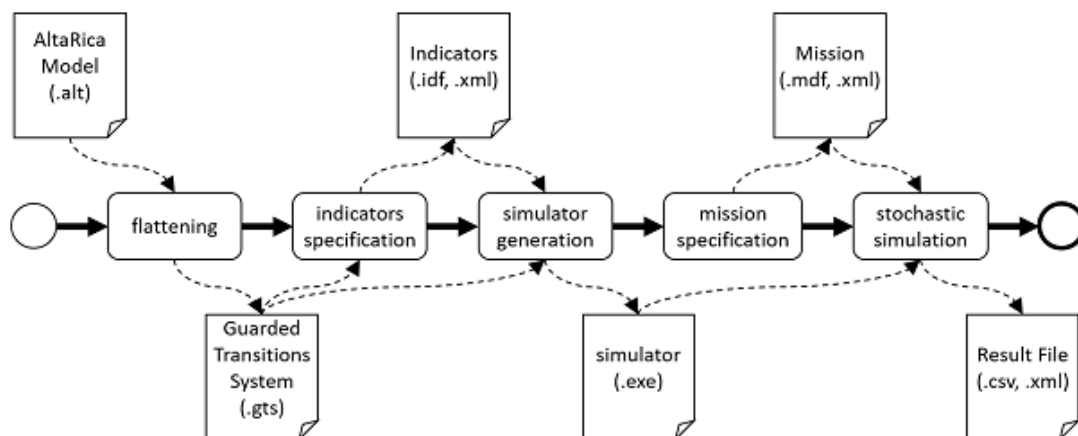 AltaRica
Model
(.alt)
Indicators
(.idf, .xml)
Mission
(.mdf, .xml)
flattening
indicators
specification
simulator
generation
mission
specification
stochastic
simulation
Guarded
Transitions
System
(.gts)
simulator
(.exe)
Result File
(.csv, .xml)